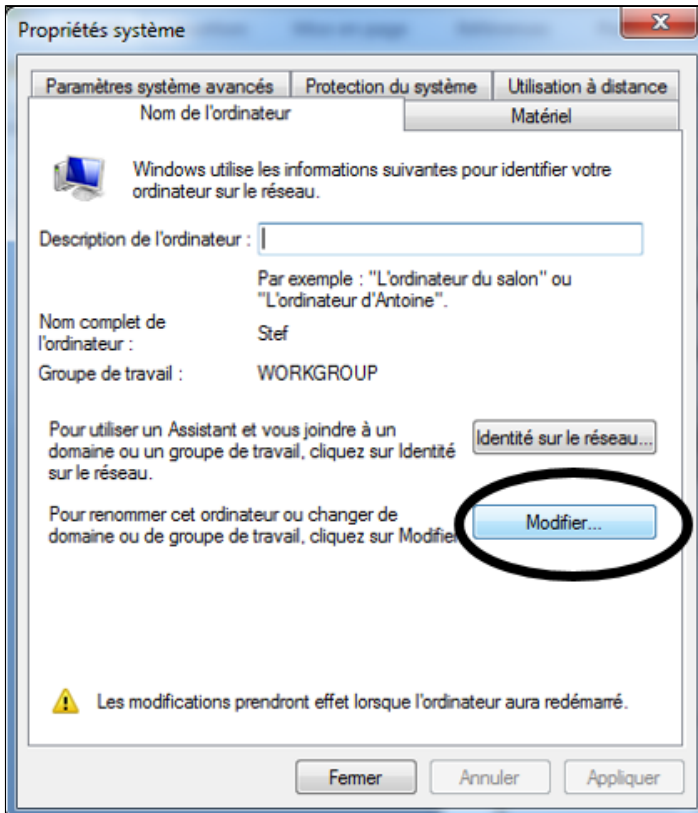 Propriétés système
Paramètres système avancés Protection du système Utilisation à distance
Nom de l'ordinateur Matériel
Windows utilise les informations suivantes pour identifier votre
ordinateur sur le réseau.
Description de l'ordinateur :
Par exemple : "L'ordinateur du salon" ou
"L'ordinateur d'Antoine".
Nom complet de
l'ordinateur :
Stef
Groupe de travail : WORKGROUP
Pour utiliser un Assistant et vous joindre à un
domaine ou un groupe de travail, cliquez sur Identité
sur le réseau.
Identité sur le réseau...
Pour renommer cet ordinateur ou changer de
domaine ou de groupe de travail, cliquez sur Modifier
Modifier...
Les modifications prendront effet lorsque l'ordinateur aura redémarré.
Fermer Annuler Appliquer